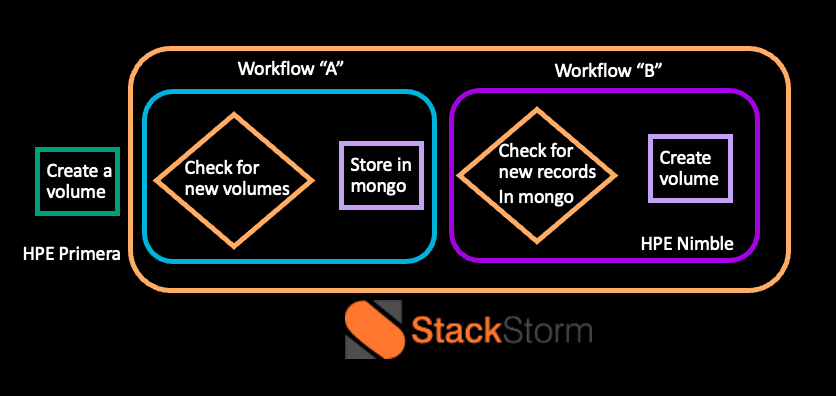 Workflow “A”
Workflow “B”
Create a
volume
HPE Primera
Check for
new volumes
Store in
mongo
Check for
new records
In mongo
Create
volume
HPE Nimble
StackStorm